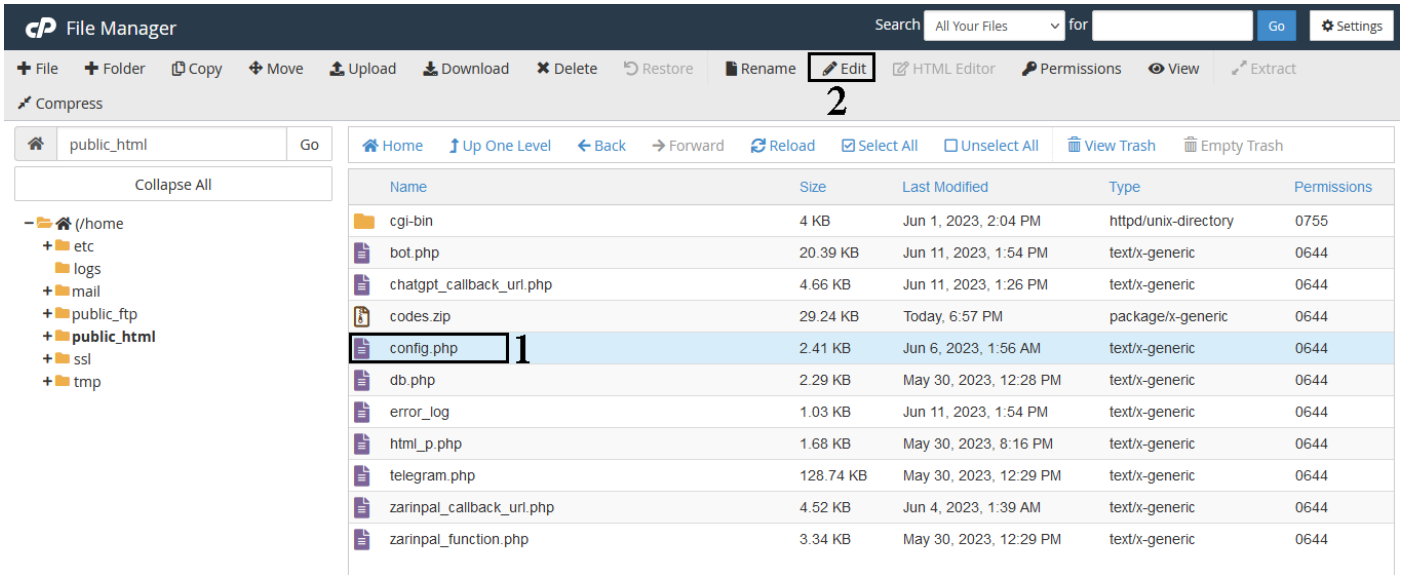 cP File Manager Search All Your Files for Go Settings
File Folder Copy Move Upload Download Delete Restore Rename Edit HTML Editor Permissions View Extract
2
Compress
public_html Go Home Up One Level Back Forward Reload Select All Unselect All View Trash Empty Trash
Collapse All
Name Size Last Modified Type Permissions
(/home
etc
logs
mail
public_ftp
public_html
ssl
tmp
cgi-bin 4 KB Jun 1, 2023, 2:04 PM httpd/unix-directory 0755
bot.php 20.39 KB Jun 11, 2023, 1:54 PM text/x-generic 0644
chatgpt_callback_url.php 4.66 KB Jun 11, 2023, 1:26 PM text/x-generic 0644
codes.zip 29.24 KB Today, 6:57 PM package/x-generic 0644
config.php 1 2.41 KB Jun 6, 2023, 1:56 AM text/x-generic 0644
db.php 2.29 KB May 30, 2023, 12:28 PM text/x-generic 0644
error_log 1.03 KB Jun 11, 2023, 1:54 PM text/x-generic 0644
html_p.php 1.68 KB May 30, 2023, 8:16 PM text/x-generic 0644
telegram.php 128.74 KB May 30, 2023, 12:29 PM text/x-generic 0644
zarinpal_callback_url.php 4.52 KB Jun 4, 2023, 1:39 AM text/x-generic 0644
zarinpal_function.php 3.34 KB May 30, 2023, 12:29 PM text/x-generic 0644